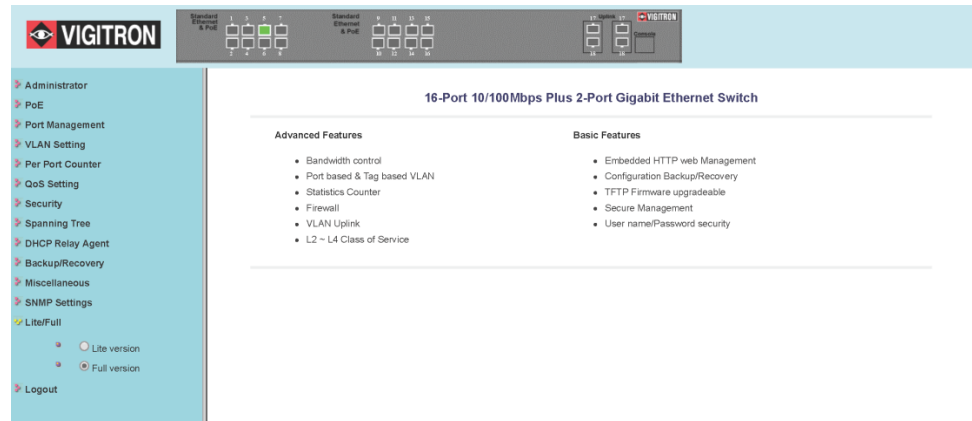 VIGITRON
Standard Ethernet & PoE
1 3 5 7
2 4 6 8
Standard Ethernet & PoE
9 11 13 15
10 12 14 16
17 Uplink 17
VIGITRON
Console
18 18
Administrator
PoE
Port Management
VLAN Setting
Per Port Counter
QoS Setting
Security
Spanning Tree
DHCP Relay Agent
Backup/Recovery
Miscellaneous
SNMP Settings
Lite/Full
Lite version
Full version
Logout
16-Port 10/100Mbps Plus 2-Port Gigabit Ethernet Switch
Advanced Features
Bandwidth control
Port based & Tag based VLAN
Statistics Counter
Firewall
VLAN Uplink
L2 ~ L4 Class of Service
Basic Features
Embedded HTTP web Management
Configuration Backup/Recovery
TFTP Firmware upgradeable
Secure Management
User name/Password security